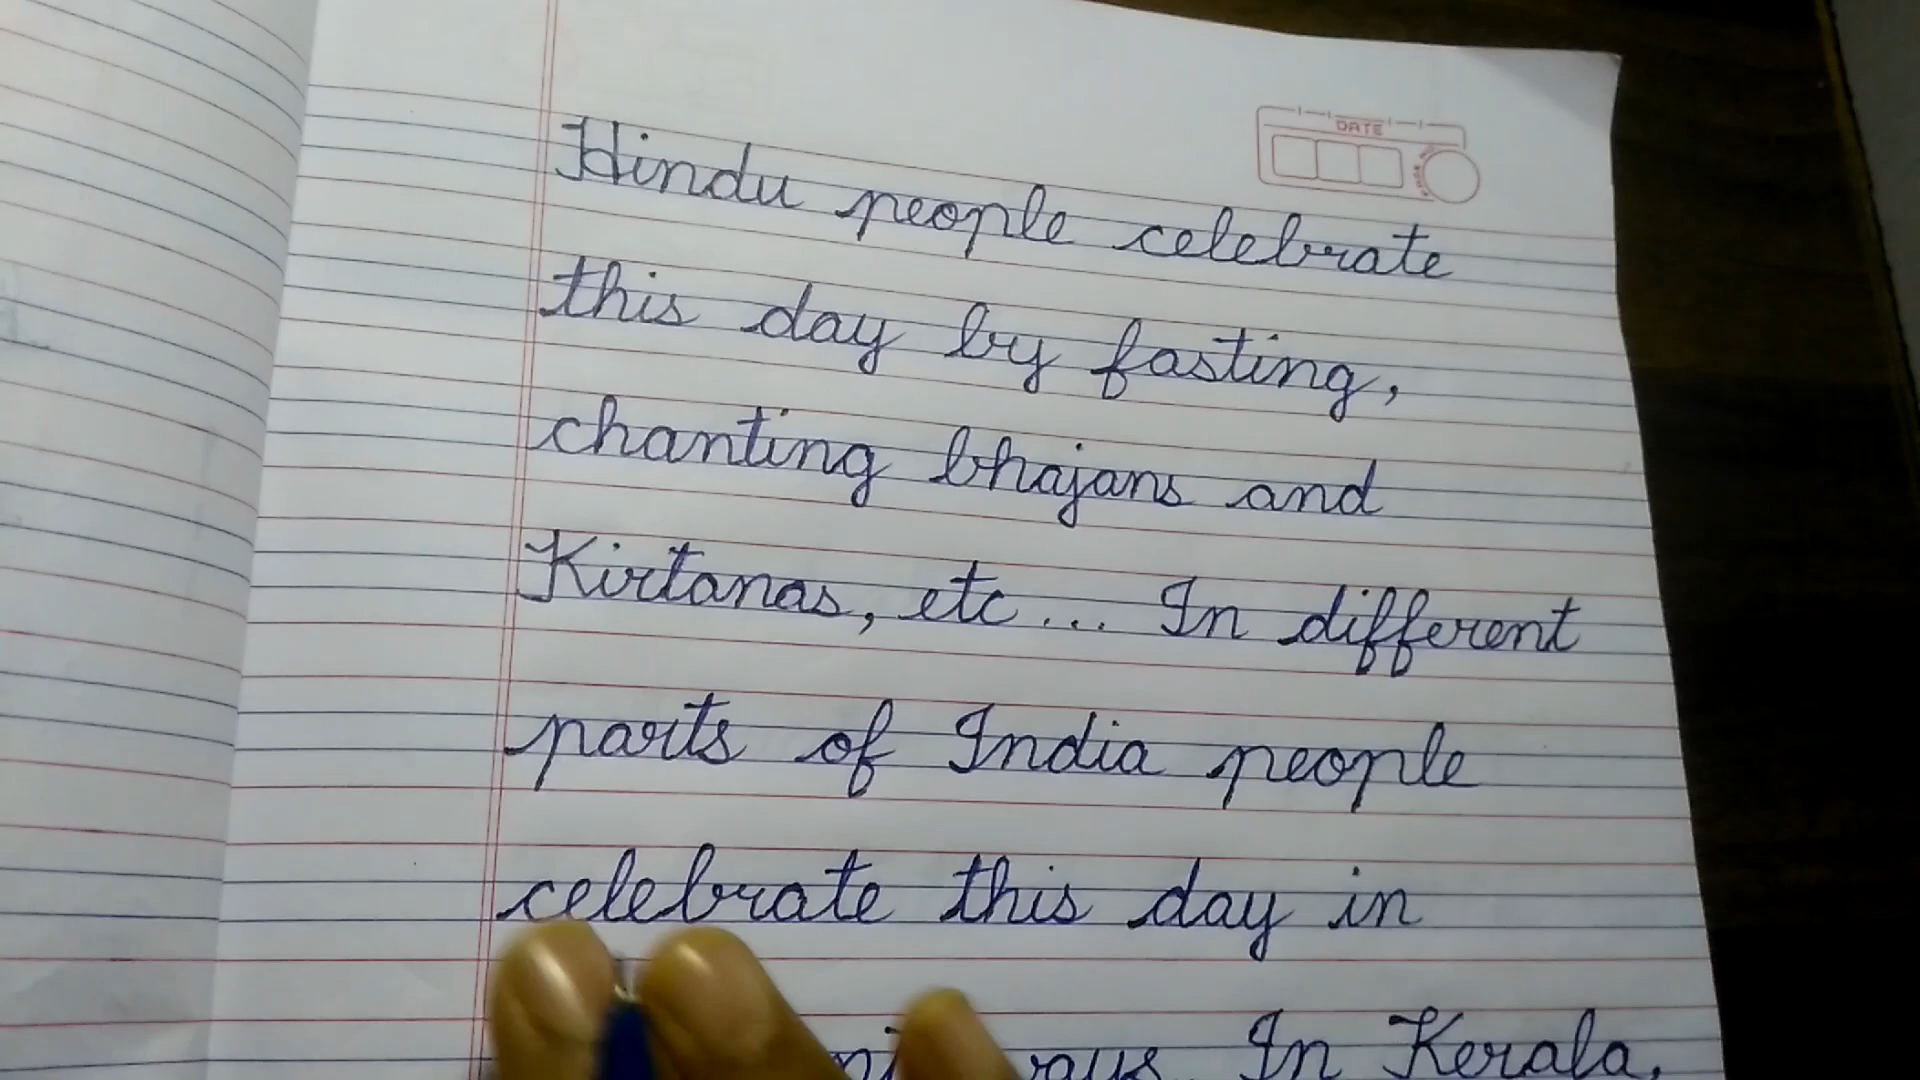 DATE
Hindu people celebrate
this day by fasting,
chanting bhajans and
Kirtanas, etc... In different
parts of India people
celebrate this day in
In Kerala,